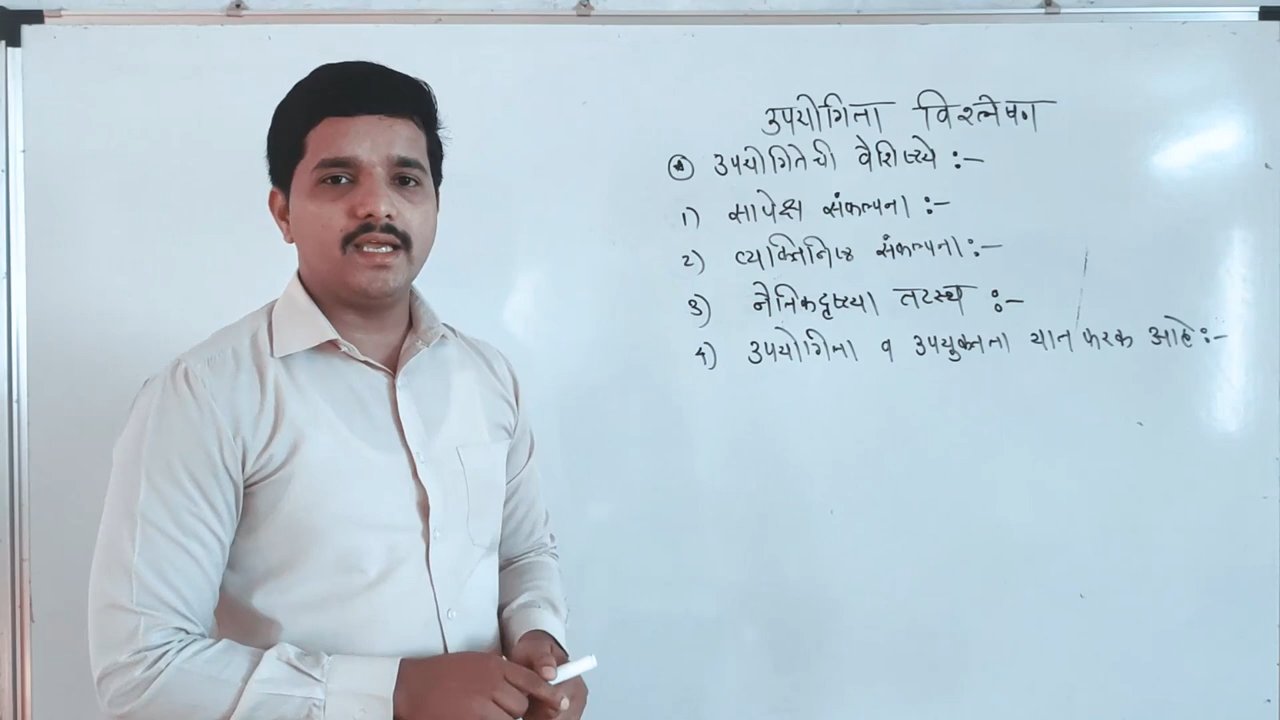 उपयोगिता विश्लेषण
* उपयोगितेची वैशिष्ट्ये :-
1) सापेक्ष संकल्पना :-
2) व्यक्तिनिष्ठ संकल्पना :-
3) नैतिकदृष्ट्या तटस्थ :-
4) उपयोगिता व उपयुक्तता यात फरक आहे :-